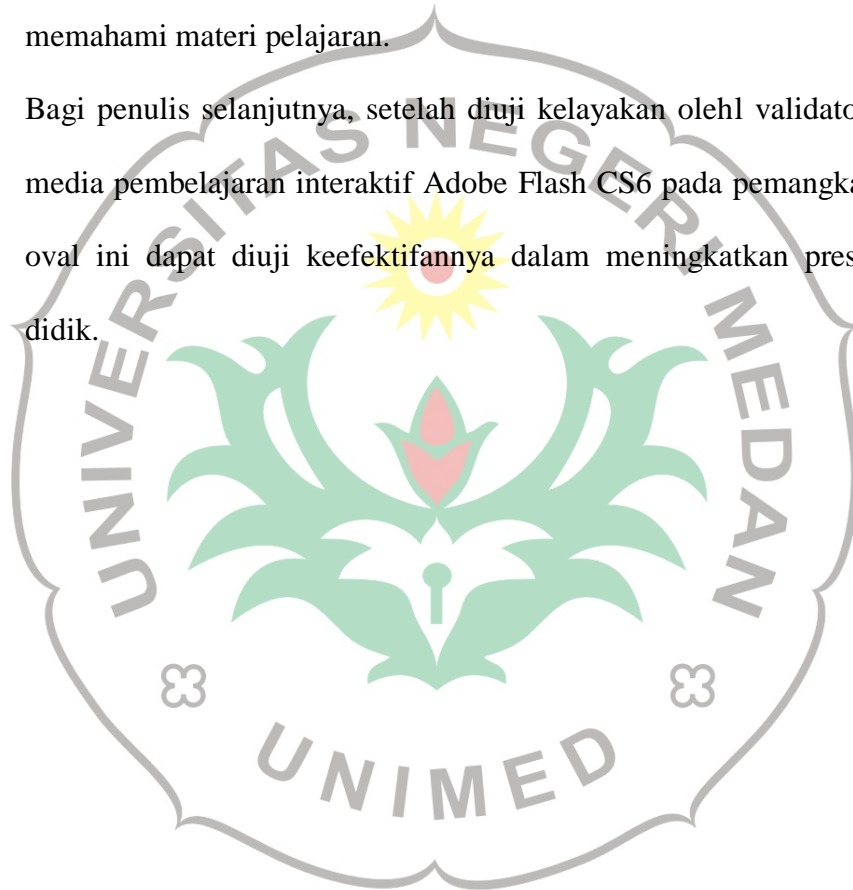 memahami materi pelajaran.
Bagi penulis selanjutnya, setelah diuji kelayakan olehl validato
media pembelajaran interaktif Adobe Flash CS6 pada pemangka
oval ini dapat diuji keefektifannya dalam meningkatkan pres
didik.
UNIVERSITAS NEGERI MEDAN
UNIMED